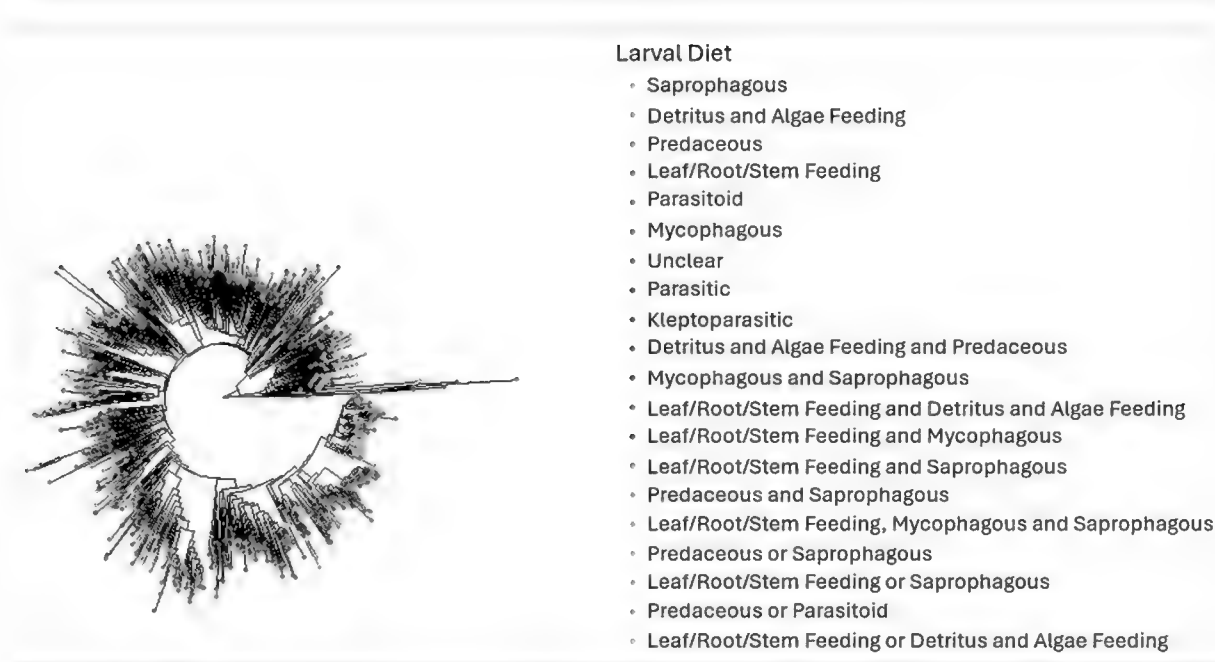 Larval Diet
Saprophagous
Detritus and Algae Feeding
Predaceous
Leaf/Root/Stem Feeding
Parasitoid
Mycophagous
Unclear
Parasitic
Kleptoparasitic
Detritus and Algae Feeding and Predaceous
Mycophagous and Saprophagous
Leaf/Root/Stem Feeding and Detritus and Algae Feeding
Leaf/Root/Stem Feeding and Mycophagous
Leaf/Root/Stem Feeding and Saprophagous
Predaceous and Saprophagous
Leaf/Root/Stem Feeding, Mycophagous and Saprophagous
Predaceous or Saprophagous
Leaf/Root/Stem Feeding or Saprophagous
Predaceous or Parasitoid
Leaf/Root/Stem Feeding or Detritus and Algae Feeding